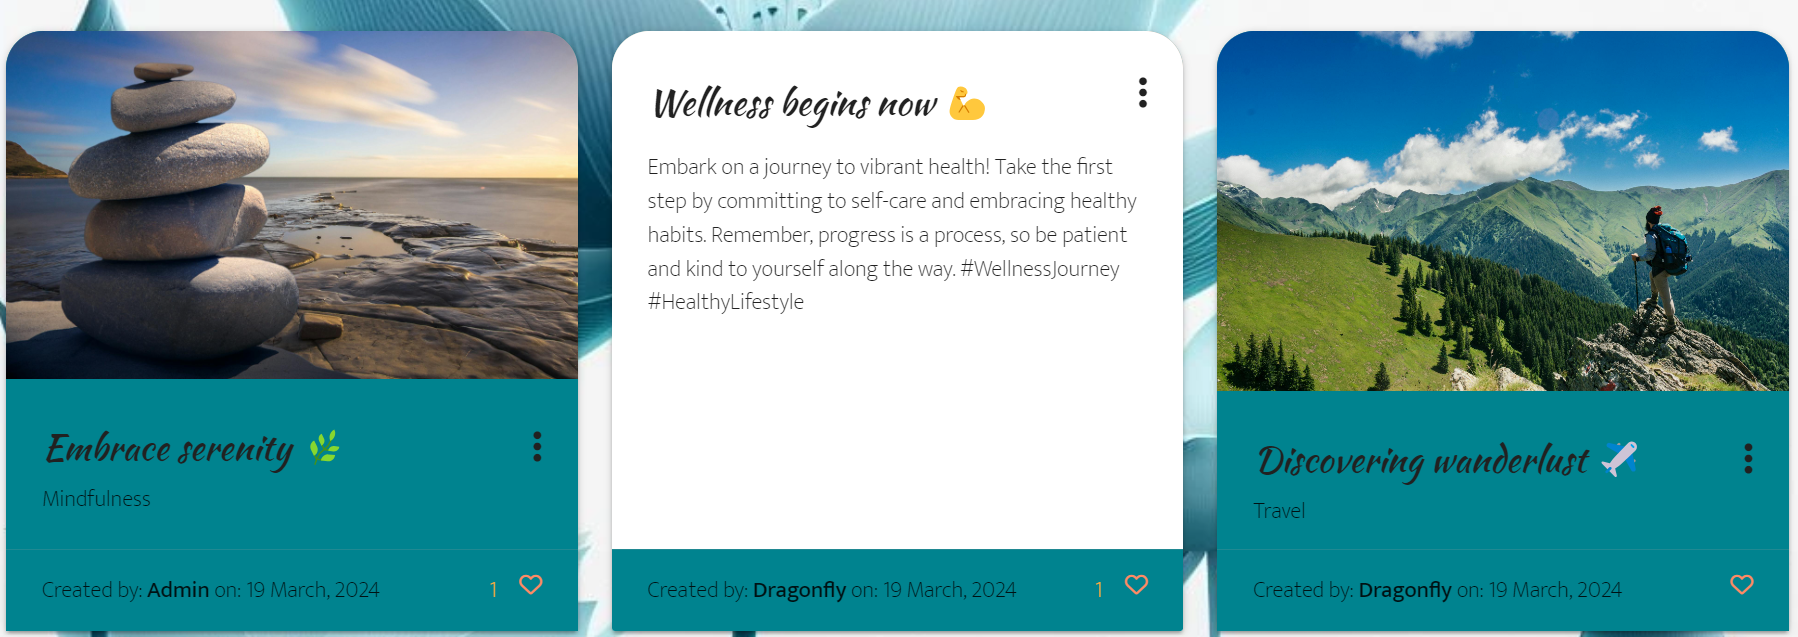 Embrace serenity 🌿
Mindfulness
Created by: Admin on: 19 March, 2024
1
Wellness begins now 💪
Embark on a journey to vibrant health! Take the first
step by committing to self-care and embracing healthy
habits. Remember, progress is a process, so be patient
and kind to yourself along the way. #WellnessJourney
#HealthyLifestyle
Created by: Dragonfly on: 19 March, 2024
1
Discovering wanderlust ✈️
Travel
Created by: Dragonfly on: 19 March, 2024